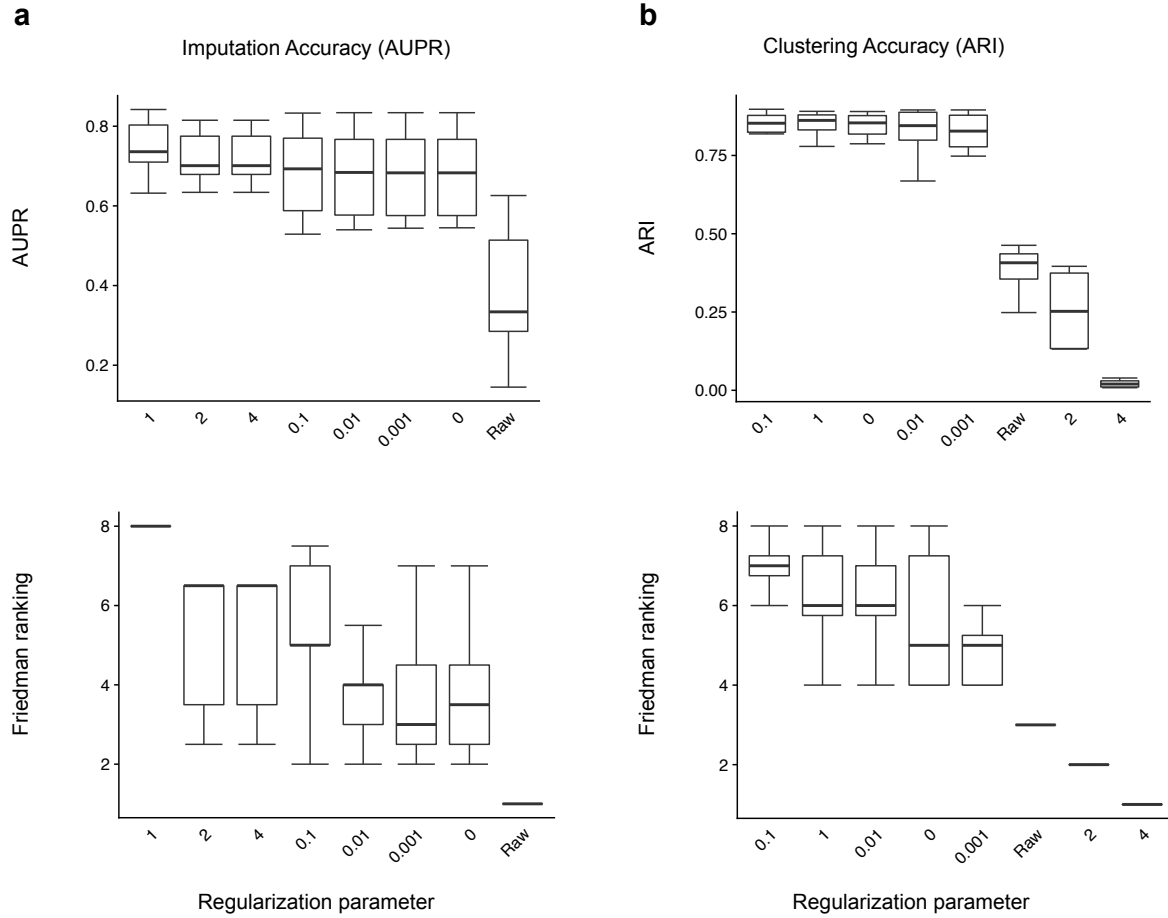 a
Imputation Accuracy (AUPR)
AUPR
0.8
0.6
0.4
0.2
1 2 4 0.1 0.01 0.001 0 Raw
Friedman ranking
8
6
4
2
1 2 4 0.1 0.01 0.001 0 Raw
Regularization parameter
b
Clustering Accuracy (ARI)
ARI
0.75
0.50
0.25
0.00
0.1 1 0 0.01 0.001 Raw 2 4
Friedman ranking
8
6
4
2
0.1 1 0.01 0 0.001 Raw 2 4
Regularization parameter